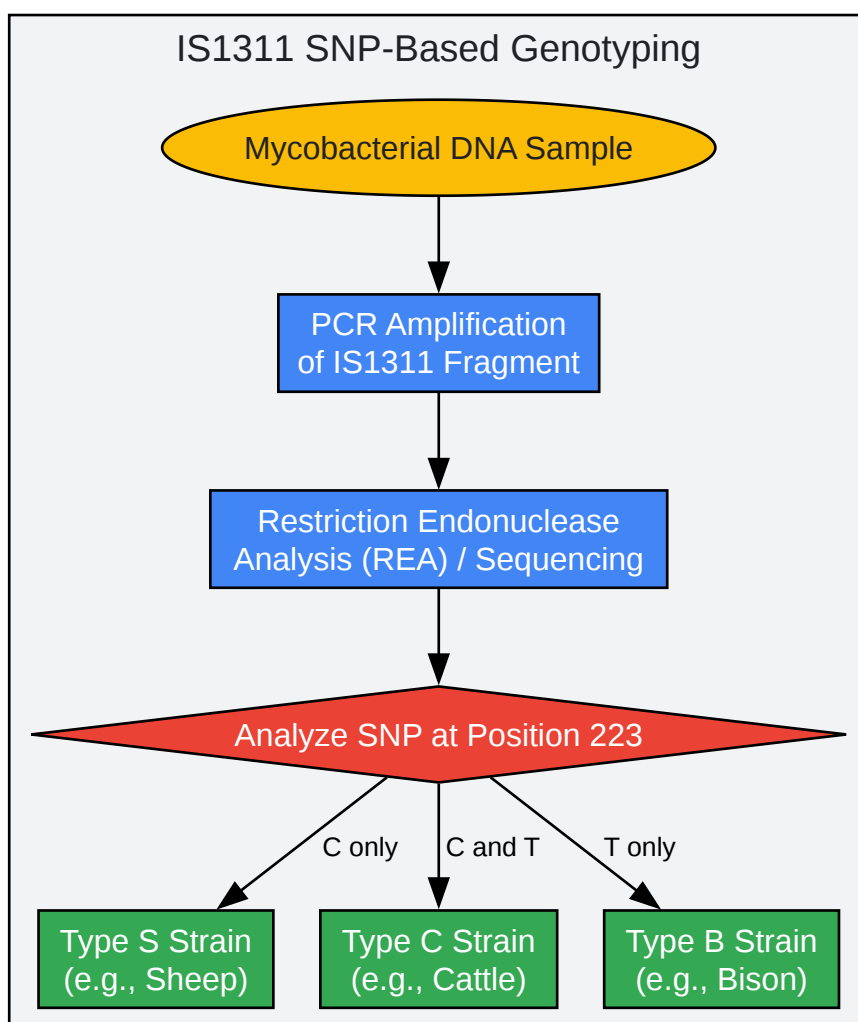 IS1311 SNP-Based Genotyping
Mycobacterial DNA Sample
PCR Amplification
of IS1311 Fragment
Restriction Endonuclease
Analysis (REA) / Sequencing
Analyze SNP at Position 223
C only
C and T
T only
Type S Strain
(e.g., Sheep)
Type C Strain
(e.g., Cattle)
Type B Strain
(e.g., Bison)